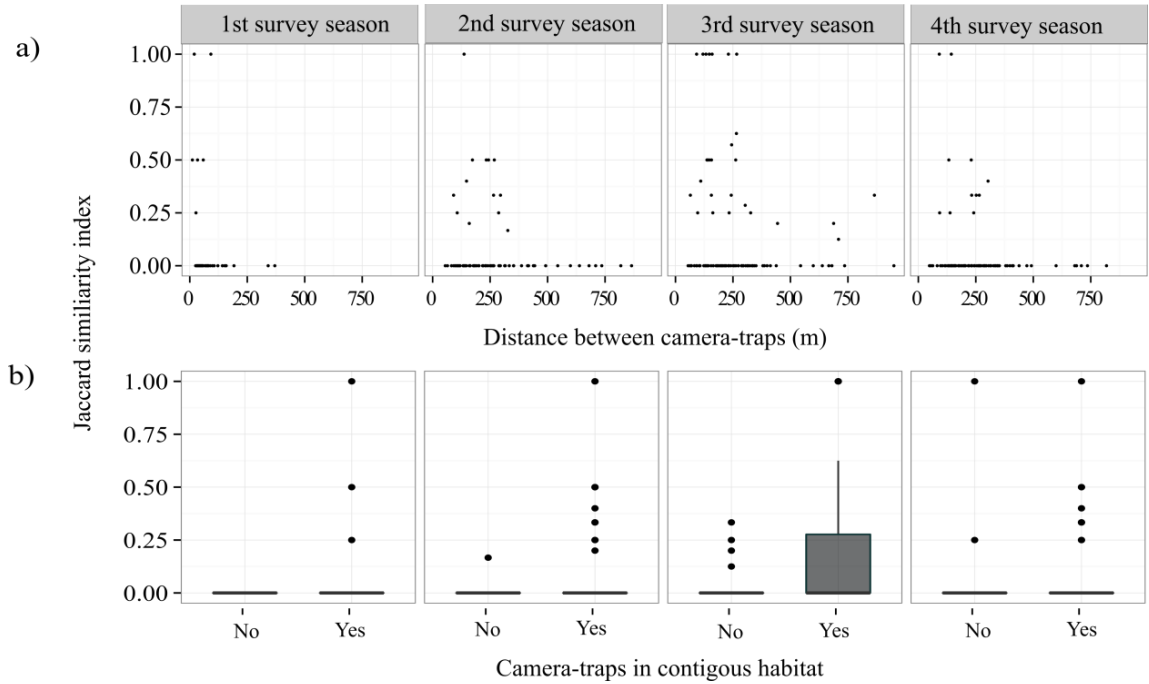 a)
1st survey season
2nd survey season
3rd survey season
4th survey season
1.00
0.75
0.50
0.25
0.00
0 250 500 750
0 250 500 750
0 250 500 750
0 250 500 750
Distance between camera-traps (m)
Jaccard similiarity index
b)
1.00
0.75
0.50
0.25
0.00
No Yes
No Yes
No Yes
No Yes
Camera-traps in contigous habitat